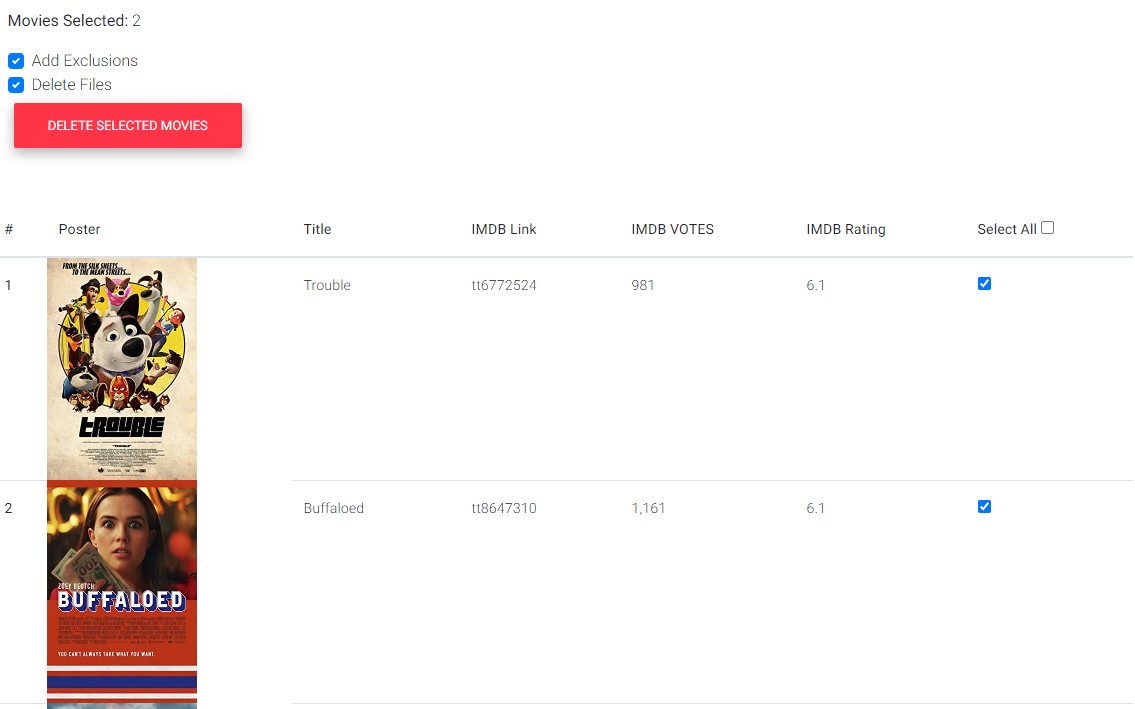 Movies Selected: 2
Add Exclusions
Delete Files
DELETE SELECTED MOVIES
# Poster Title IMDB Link IMDB VOTES IMDB Rating Select All
1 Trouble tt6772524 981 6.1
FROM THE SILK SHEETS...
TO THE MEAN STREETS...
TROUBLE
2 Buffaloed tt8647310 1,161 6.1
ZOEY DEUTCH
BUFFALOED
YOU CAN'T ALWAYS TAKE WHAT YOU WANT.